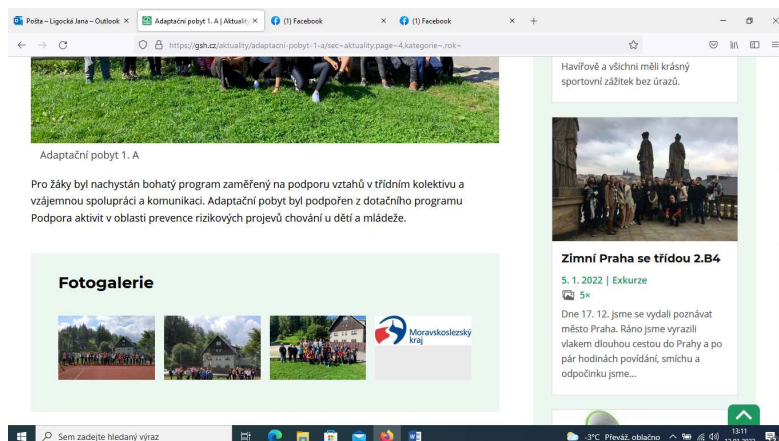 Pošta – Ligocká Jana – Outlook
Adaptační pobyt 1. A | Aktuality
(1) Facebook
(1) Facebook
https://gsh.cz/aktuality/adaptacni-pobyt-1-a/sec~aktuality.page~4.kategorie~.rok~
Adaptační pobyt 1. A
Pro žáky byl nachystán bohatý program zaměřený na podporu vztahů v třídním kolektivu a
vzájemnou spolupráci a komunikaci. Adaptační pobyt byl podpořen z dotačního programu
Podpora aktivit v oblasti prevence rizikových projevů chování u dětí a mládeže.
Fotogalerie
Moravskoslezský
kraj
Havířově a všichni měli krásný
sportovní zážitek bez úrazů.
Zimní Praha se třídou 2.B4
5. 1. 2022 | Exkurze
5×
Dne 17. 12. jsme se vydali poznávat
město Praha. Ráno jsme vyrazili
vlakem dlouhou cestou do Prahy a po
pár hodinách povídání, smíchu a
odpočinku jsme...
Sem zadejte hledaný výraz
-3°C Převáž. oblačno
13:11
12.01.2022